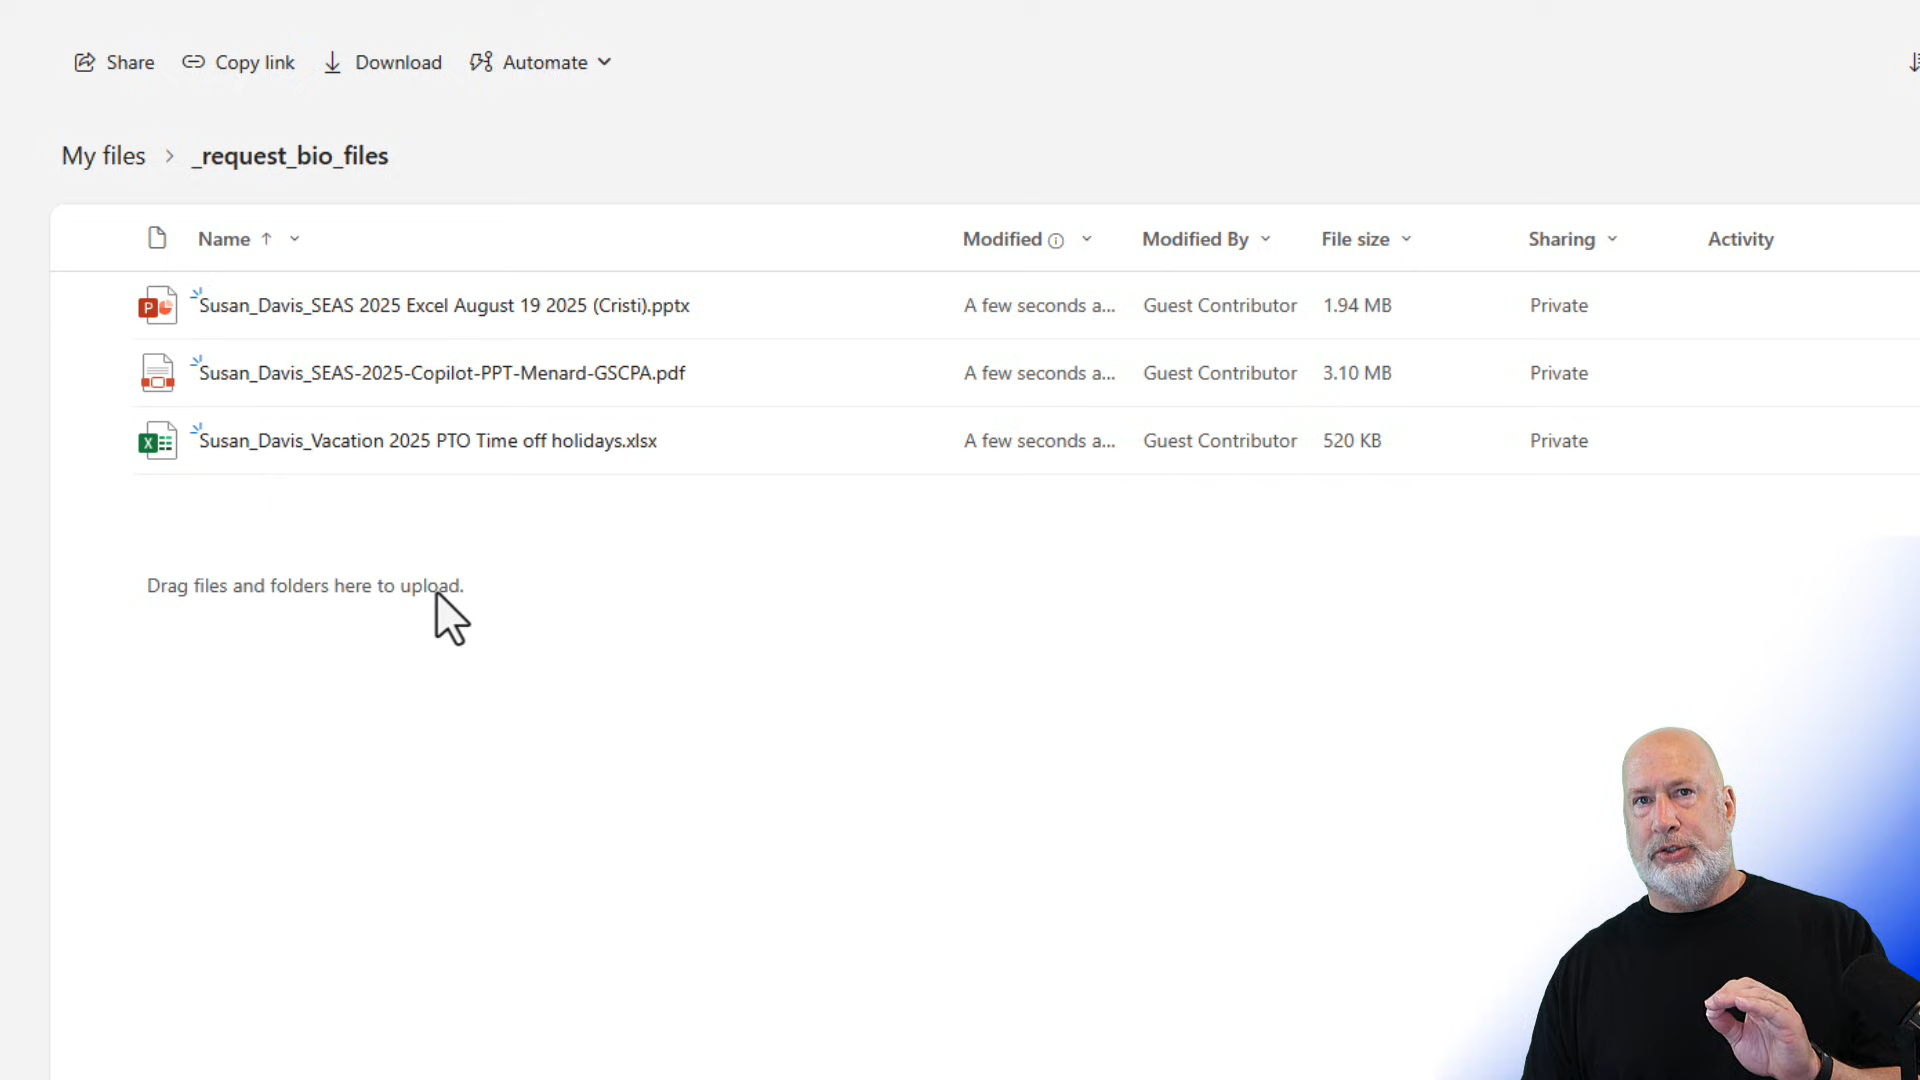 Share Copy link Download Automate
My files > _request_bio_files
Name Modified Modified By File size Sharing Activity
Susan_Davis_SEAS 2025 Excel August 19 2025 (Cristi).pptx A few seconds a... Guest Contributor 1.94 MB Private
Susan_Davis_SEAS-2025-Copilot-PPT-Menard-GSCPA.pdf A few seconds a... Guest Contributor 3.10 MB Private
Susan_Davis_Vacation 2025 PTO Time off holidays.xlsx A few seconds a... Guest Contributor 520 KB Private
Drag files and folders here to upload.